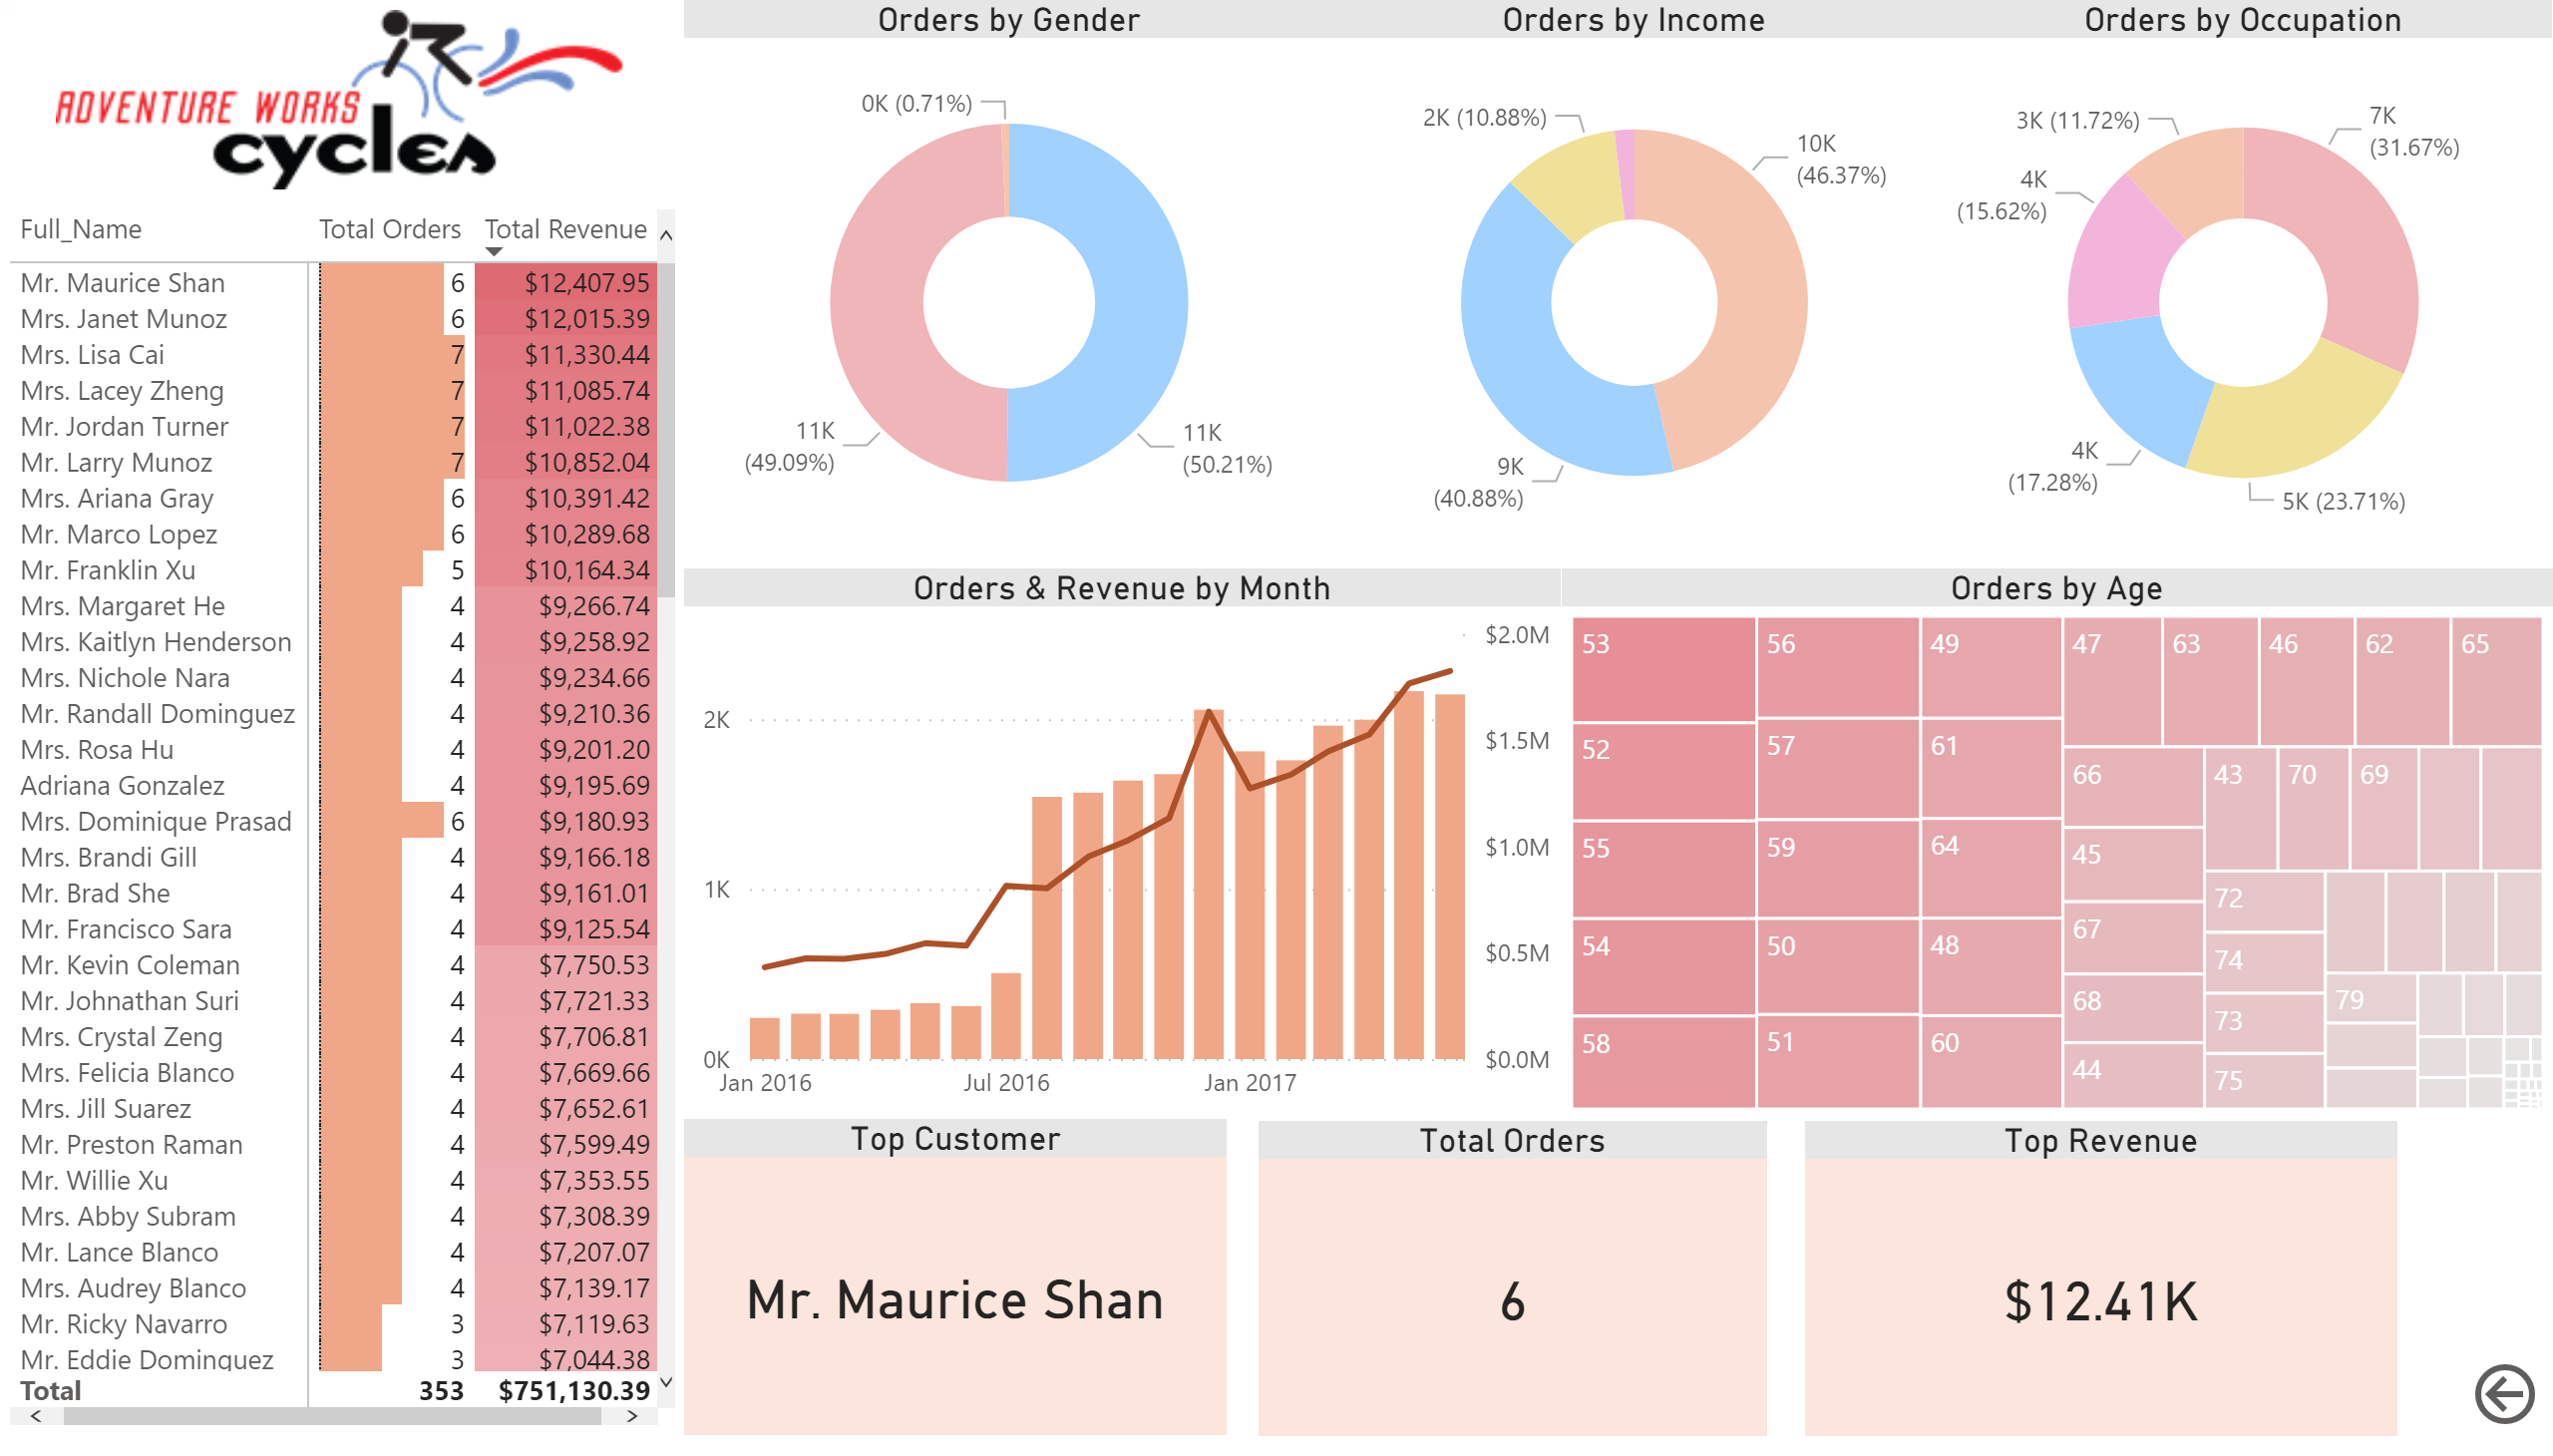 ADVENTURE WORKS
cycles
Full_Name Total Orders Total Revenue
Mr. Maurice Shan 6 $12,407.95
Mrs. Janet Munoz 6 $12,015.39
Mrs. Lisa Cai 7 $11,330.44
Mrs. Lacey Zheng 7 $11,085.74
Mr. Jordan Turner 7 $11,022.38
Mr. Larry Munoz 7 $10,852.04
Mrs. Ariana Gray 6 $10,391.42
Mr. Marco Lopez 6 $10,289.68
Mr. Franklin Xu 5 $10,164.34
Mrs. Margaret He 4 $9,266.74
Mrs. Kaitlyn Henderson 4 $9,258.92
Mrs. Nichole Nara 4 $9,234.66
Mr. Randall Dominguez 4 $9,210.36
Mrs. Rosa Hu 4 $9,201.20
Adriana Gonzalez 4 $9,195.69
Mrs. Dominique Prasad 6 $9,180.93
Mrs. Brandi Gill 4 $9,166.18
Mr. Brad She 4 $9,161.01
Mr. Francisco Sara 4 $9,125.54
Mr. Kevin Coleman 4 $7,750.53
Mr. Johnathan Suri 4 $7,721.33
Mrs. Crystal Zeng 4 $7,706.81
Mrs. Felicia Blanco 4 $7,669.66
Mrs. Jill Suarez 4 $7,652.61
Mr. Preston Raman 4 $7,599.49
Mr. Willie Xu 4 $7,353.55
Mrs. Abby Subram 4 $7,308.39
Mr. Lance Blanco 4 $7,207.07
Mrs. Audrey Blanco 4 $7,139.17
Mr. Ricky Navarro 3 $7,119.63
Mr. Eddie Dominguez 3 $7,044.38
Total 353 $751,130.39
Orders by Gender
0K (0.71%)
11K
(49.09%)
11K
(50.21%)
Orders by Income
2K (10.88%)
10K
(46.37%)
9K
(40.88%)
Orders by Occupation
3K (11.72%)
7K
(31.67%)
4K
(15.62%)
4K
(17.28%)
5K (23.71%)
Orders & Revenue by Month
$2.0M
2K
$1.5M
$1.0M
1K
$0.5M
0K
$0.0M
Jan 2016 Jul 2016 Jan 2017
Orders by Age
53 56 49 47 63 46 62 65
52 57 61 66 43 70 69
55 59 64 45 72
54 50 48 67 74
58 51 60 68 73 79
44 75
Top Customer
Mr. Maurice Shan
Total Orders
6
Top Revenue
$12.41K